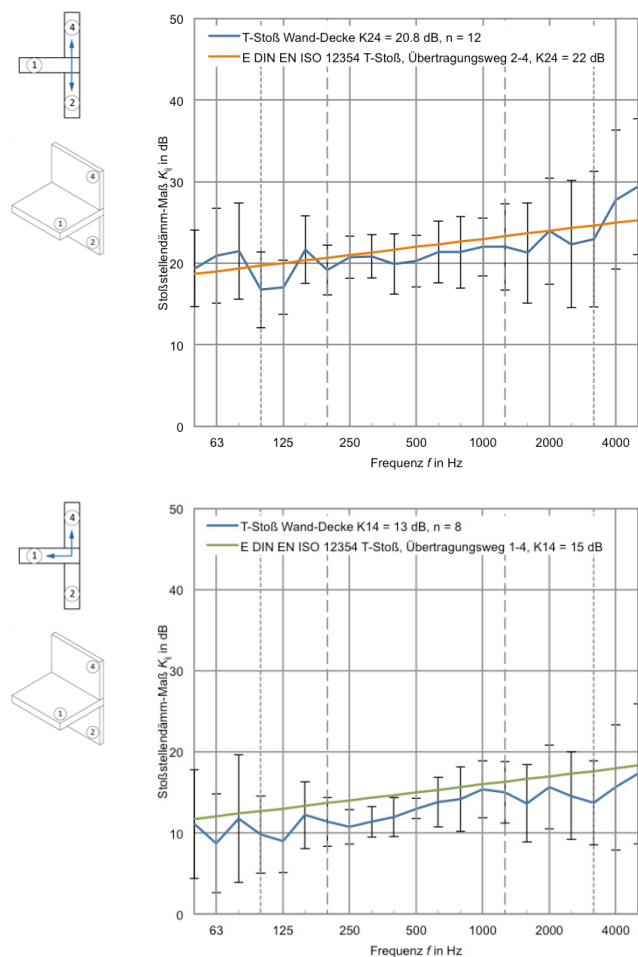 4
1
2
4
1
2
T-Stoß Wand-Decke K24 = 20.8 dB, n = 12
E DIN EN ISO 12354 T-Stoß, Übertragungsweg 2-4, K24 = 22 dB
Stoßstellendämm-Maß Kij in dB
50
40
30
20
10
0
63 125 250 500 1000 2000 4000
Frequenz f in Hz
4
1
2
4
1
2
T-Stoß Wand-Decke K14 = 13 dB, n = 8
E DIN EN ISO 12354 T-Stoß, Übertragungsweg 1-4, K14 = 15 dB
Stoßstellendämm-Maß Kij in dB
50
40
30
20
10
0
63 125 250 500 1000 2000 4000
Frequenz f in Hz